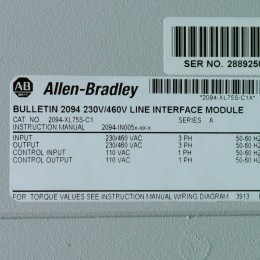 SER NO. 2889250
*2094-XL75S-C1A*
AB Allen-Bradley
BULLETIN 2094 230V/460V LINE INTERFACE MODULE
CAT. NO. 2094-XL75S-C1 SERIES A
INSTRUCTION MANUAL 2094-IN005x-xx-x
INPUT 230/460 VAC 3 PH 50-60 HZ
OUTPUT 230/460 VAC 3 PH 50-60 HZ
CONTROL INPUT 110 VAC 1 PH 50-60 HZ
CONTROL OUTPUT 110 VAC 1 PH 50-60 HZ
FOR TORQUE VALUES SEE INSTRUCTION MANUAL WIRING DIAGRAM 3913